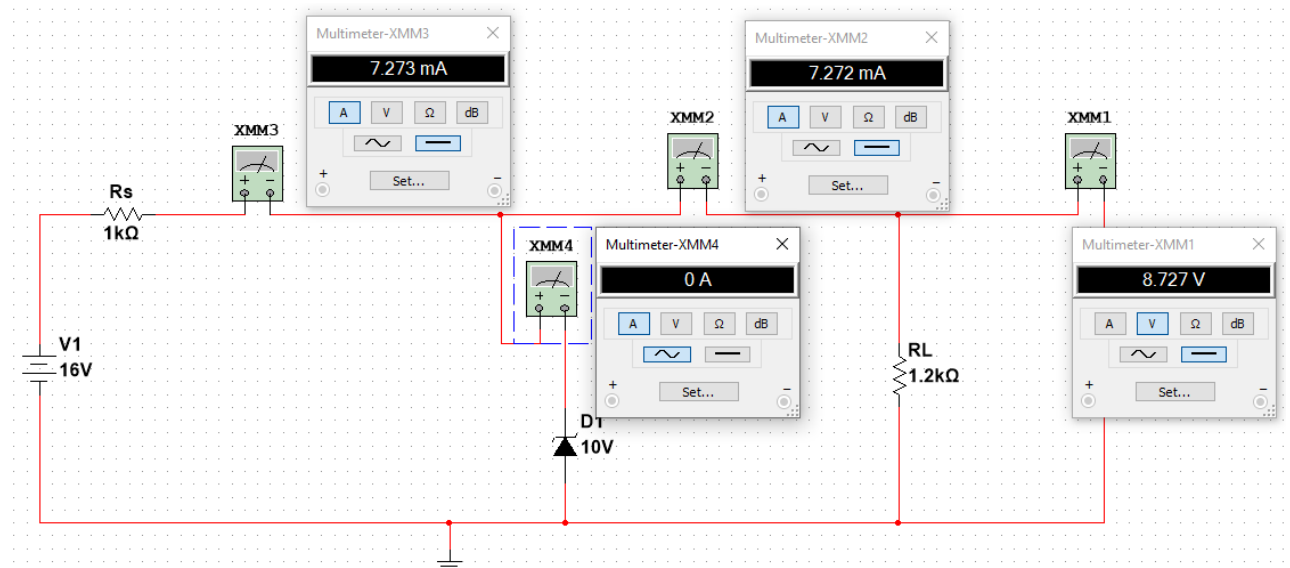 Multimeter-XMM3
7.273 mA
A V Ω dB
+ Set... −
Multimeter-XMM2
7.272 mA
A V Ω dB
+ Set... −
XMM3
+ −
XMM2
+ −
XMM1
+ −
Rs
1kΩ
XMM4
+ −
Multimeter-XMM4
0 A
A V Ω dB
+ Set... −
Multimeter-XMM1
8.727 V
A V Ω dB
+ Set... −
V1
16V
RL
1.2kΩ
D1
10V